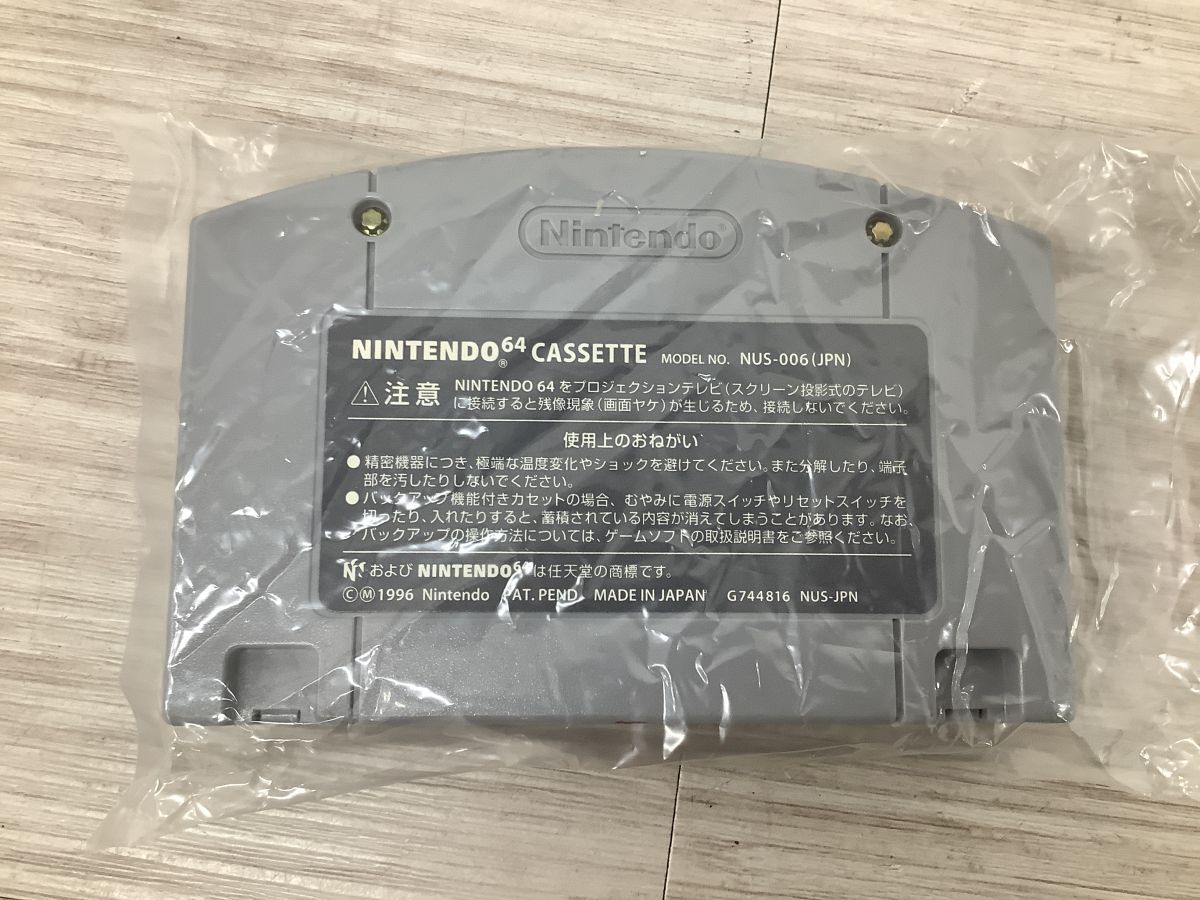 Nintendo®
NINTENDO64® CASSETTE MODEL NO. NUS-006(JPN)
注意 NINTENDO 64 をプロジェクションテレビ(スクリーン投影式のテレビ)
に接続すると残像現象(画面ヤケ)が生じるため、接続しないでください。
使用上のおねがい
● 精密機器につき、極端な温度変化やショックを避けてください。また分解したり、端子
部を汚したりしないでください。
● バックアップ機能付きカセットの場合、むやみに電源スイッチやリセットスイッチを
切ったり、入れたりすると、蓄積されている内容が消えてしまうことがあります。なお、
バックアップの操作方法については、ゲームソフトの取扱説明書をご参照ください。
N および NINTENDO64 は任天堂の商標です。
©Ⓜ1996 Nintendo PAT. PEND. MADE IN JAPAN G744816 NUS-JPN